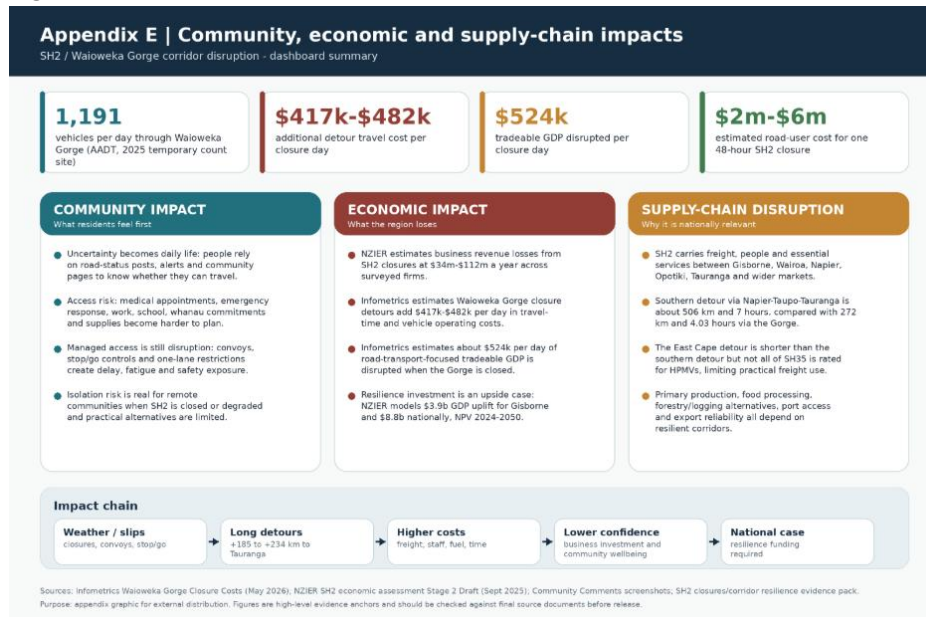 Appendix E | Community, economic and supply-chain impacts
SH2 / Waioweka Gorge corridor disruption - dashboard summary
1,191
vehicles per day through Waioweka
Gorge (AADT, 2025 temporary count
site)
$417k-$482k
additional detour travel cost per
closure day
$524k
tradeable GDP disrupted per
closure day
$2m-$6m
estimated road-user cost for one
48-hour SH2 closure
COMMUNITY IMPACT
What residents feel first
Uncertainty becomes daily life: people rely
on road-status posts, alerts and community
pages to know whether they can travel.
Access risk: medical appointments, emergency
response, work, school, whanau commitments
and supplies become harder to plan.
Managed access is still disruption: convoys,
stop/go controls and one-lane restrictions
create delay, fatigue and safety exposure.
Isolation risk is real for remote
communities when SH2 is closed or degraded
and practical alternatives are limited.
ECONOMIC IMPACT
What the region loses
NZIER estimates business revenue losses from
SH2 closures at $34m-$112m a year across
surveyed firms.
Infometrics estimates Waioweka Gorge closure
detours add $417k-$482k per day in travel-
time and vehicle operating costs.
Infometrics estimates about $524k per day of
road-transport-focused tradeable GDP is
disrupted when the Gorge is closed.
Resilience investment is an upside case:
NZIER models $3.9b GDP uplift for Gisborne
and $8.8b nationally, NPV 2024-2050.
SUPPLY-CHAIN DISRUPTION
Why it is nationally relevant
SH2 carries freight, people and essential
services between Gisborne, Wairoa, Napier,
Opotiki, Tauranga and wider markets.
Southern detour via Napier-Taupo-Tauranga is
about 506 km and 7 hours, compared with 272
km and 4.03 hours via the Gorge.
The East Cape detour is shorter than the
southern detour but not all of SH35 is rated
for HPMVs, limiting practical freight use.
Primary production, food processing,
forestry/logging alternatives, port access
and export reliability all depend on
resilient corridors.
Impact chain
Weather / slips
closures, convoys, stop/go
Long detours
+185 to +234 km to
Tauranga
Higher costs
freight, staff, fuel, time
Lower confidence
business investment and
community wellbeing
National case
resilience funding
required
Sources: Infometrics Waioweka Gorge Closure Costs (May 2026); NZIER SH2 economic assessment Stage 2 Draft (Sept 2025); Community Comments screenshots; SH2 closures/corridor resilience evidence pack.
Purpose: appendix graphic for external distribution. Figures are high-level evidence anchors and should be checked against final source documents before release.